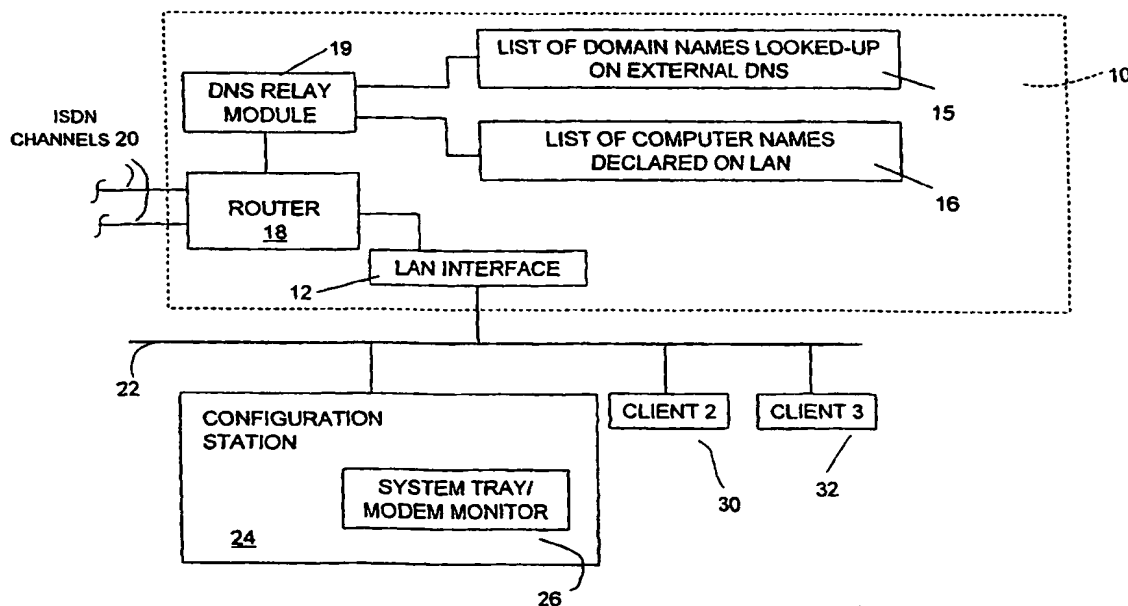 19
DNS RELAY
MODULE
LIST OF DOMAIN NAMES LOOKED-UP
ON EXTERNAL DNS
15
10
ISDN
CHANNELS 20
LIST OF COMPUTER NAMES
DECLARED ON LAN
16
ROUTER
18
LAN INTERFACE
12
22
CONFIGURATION
STATION
SYSTEM TRAY/
MODEM MONITOR
24
26
CLIENT 2
30
CLIENT 3
32